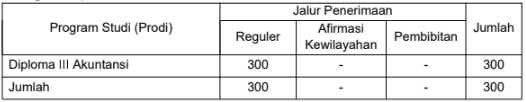 Program Studi (Prodi) | Jalur Penerimaan | Jumlah
Reguler | Afirmasi Kewilayahan | Pembibitan
Diploma III Akuntansi | 300 | - | - | 300
Jumlah | 300 | - | - | 300